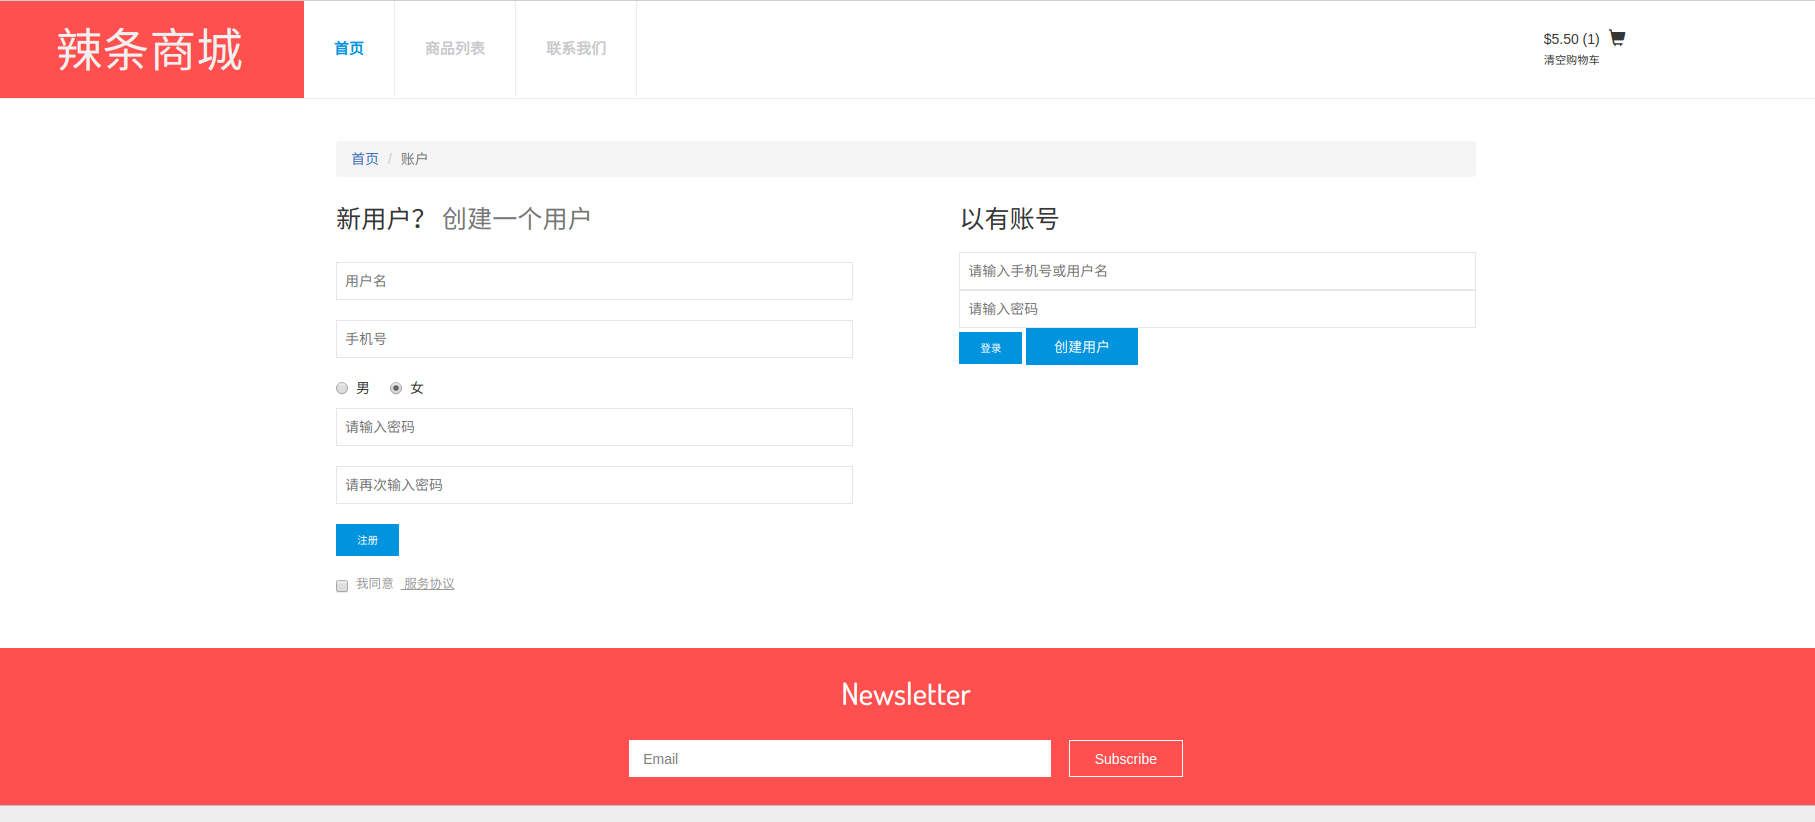 辣条商城
首页
商品列表
联系我们
$5.50 (1)
清空购物车
首页 / 账户
新用户? 创建一个用户
用户名
手机号
男 女
请输入密码
请再次输入密码
注册
我同意 服务协议
以有账号
请输入手机号或用户名
请输入密码
登录 创建用户
Newsletter
Email
Subscribe